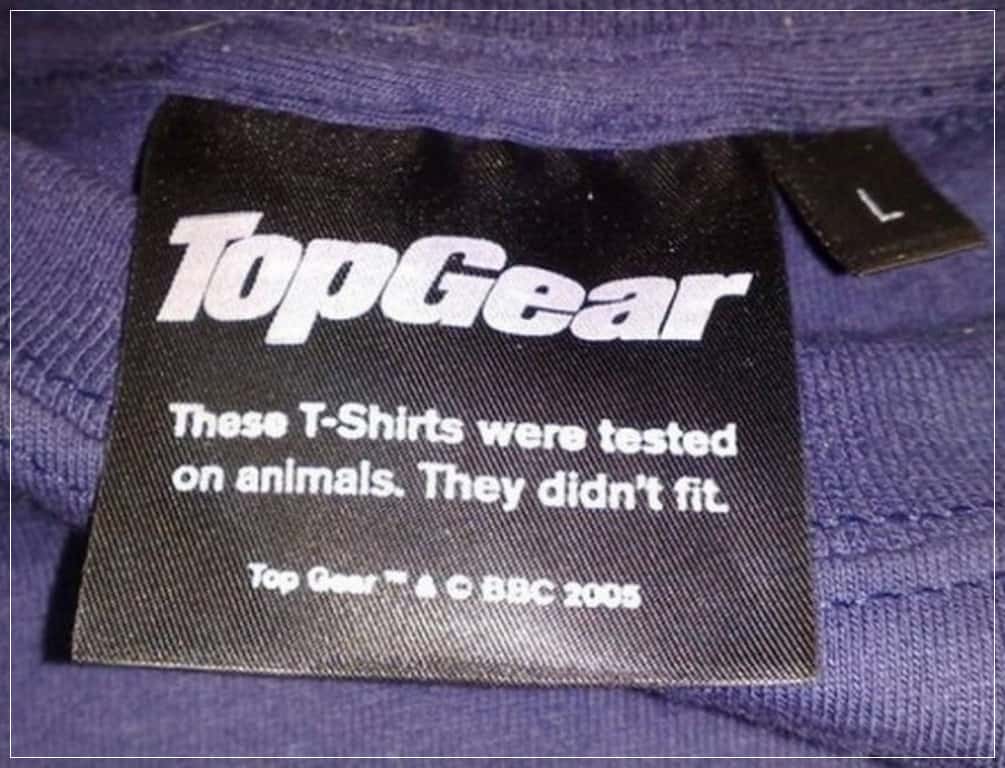 TopGear
L
These T-Shirts were tested
on animals. They didn't fit.
Top Gear™ & © BBC 2005